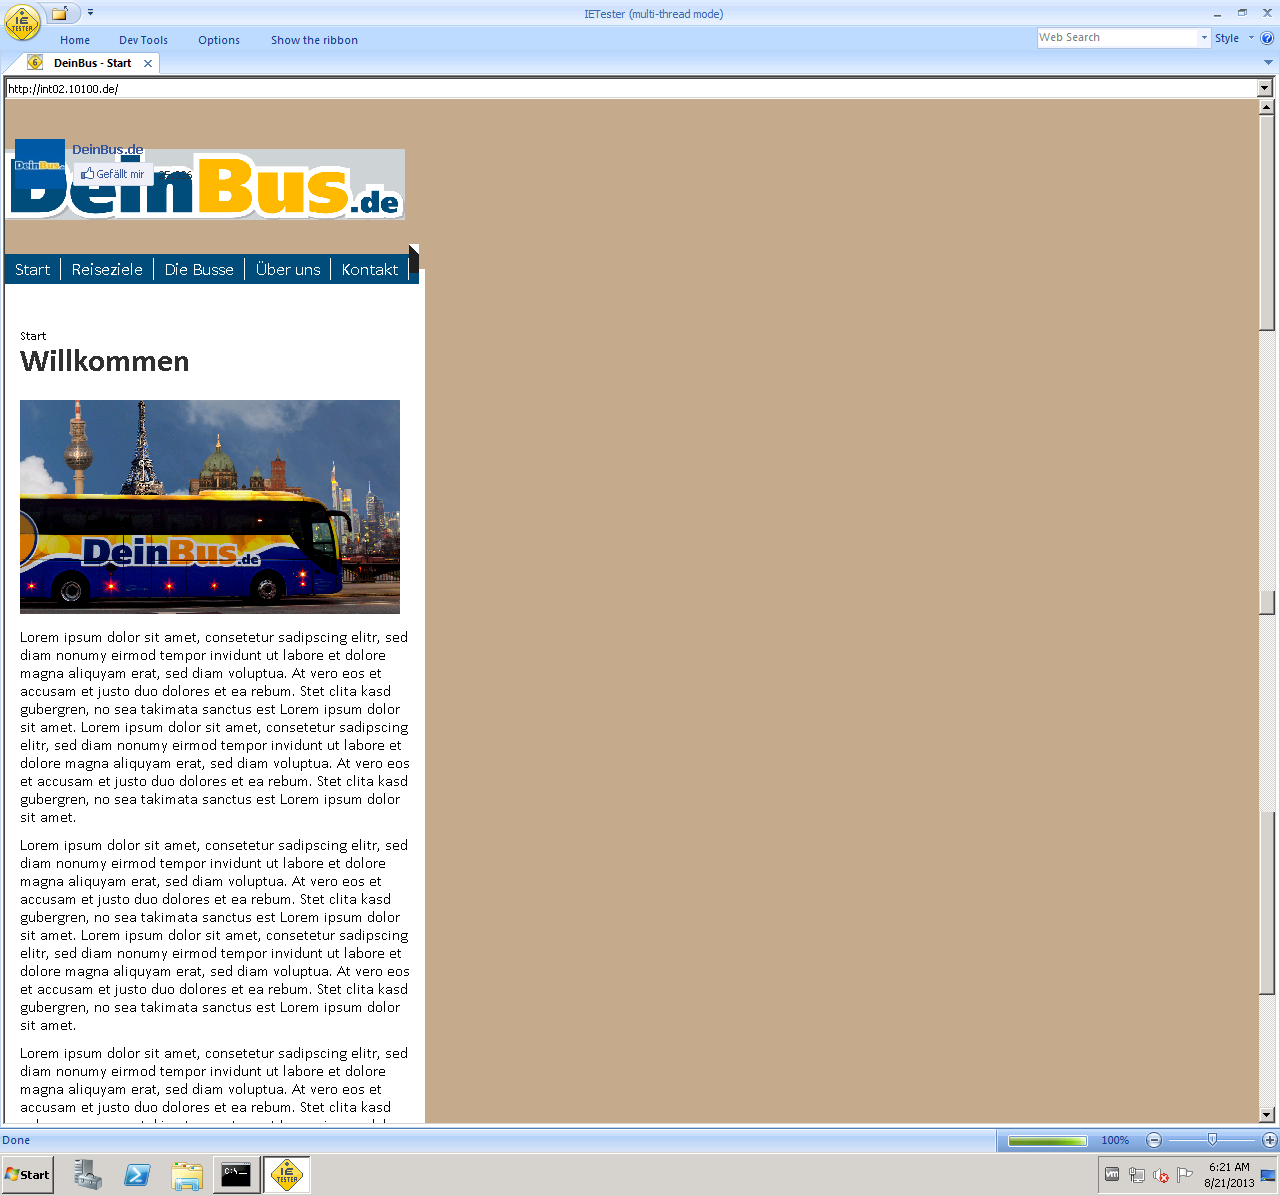 IETester (multi-thread mode)
Home Dev Tools Options Show the ribbon
Web Search Style
DeinBus - Start
http://int02.10100.de/
DeinBus.de
DeinBus.
Gefällt mir
DeinBus.de
Start Reiseziele Die Busse Über uns Kontakt
Start
Willkommen
DeinBus.de
Lorem ipsum dolor sit amet, consetetur sadipscing elitr, sed
diam nonumy eirmod tempor invidunt ut labore et dolore
magna aliquyam erat, sed diam voluptua. At vero eos et
accusam et justo duo dolores et ea rebum. Stet clita kasd
gubergren, no sea takimata sanctus est Lorem ipsum dolor
sit amet. Lorem ipsum dolor sit amet, consetetur sadipscing
elitr, sed diam nonumy eirmod tempor invidunt ut labore et
dolore magna aliquyam erat, sed diam voluptua. At vero eos
et accusam et justo duo dolores et ea rebum. Stet clita kasd
gubergren, no sea takimata sanctus est Lorem ipsum dolor
sit amet.
Lorem ipsum dolor sit amet, consetetur sadipscing elitr, sed
diam nonumy eirmod tempor invidunt ut labore et dolore
magna aliquyam erat, sed diam voluptua. At vero eos et
accusam et justo duo dolores et ea rebum. Stet clita kasd
gubergren, no sea takimata sanctus est Lorem ipsum dolor
sit amet. Lorem ipsum dolor sit amet, consetetur sadipscing
elitr, sed diam nonumy eirmod tempor invidunt ut labore et
dolore magna aliquyam erat, sed diam voluptua. At vero eos
et accusam et justo duo dolores et ea rebum. Stet clita kasd
gubergren, no sea takimata sanctus est Lorem ipsum dolor
sit amet.
Lorem ipsum dolor sit amet, consetetur sadipscing elitr, sed
diam nonumy eirmod tempor invidunt ut labore et dolore
magna aliquyam erat, sed diam voluptua. At vero eos et
accusam et justo duo dolores et ea rebum. Stet clita kasd
Done 100%
Start
6:21 AM
8/21/2013